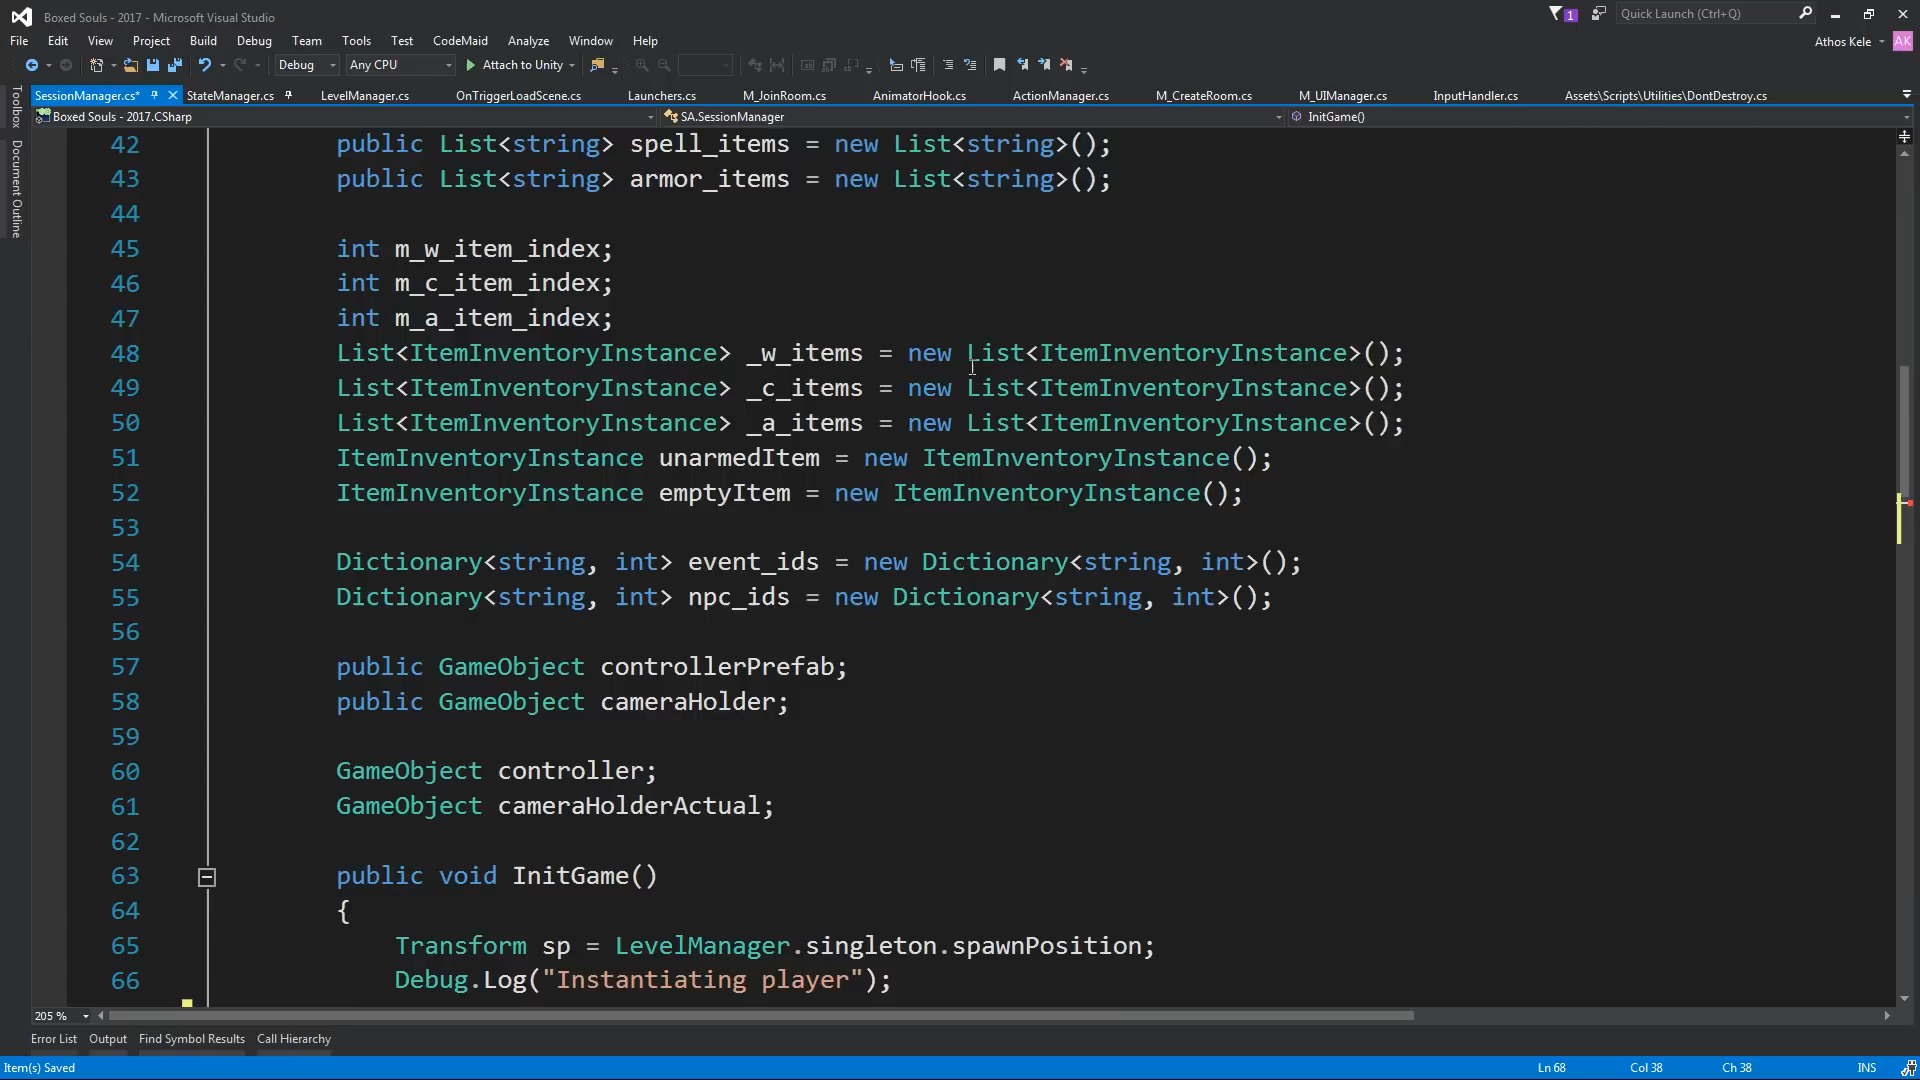 Boxed Souls - 2017 - Microsoft Visual Studio
1
Quick Launch (Ctrl+Q)
File Edit View Project Build Debug Team Tools Test CodeMaid Analyze Window Help
Athos Kele
AK
Debug Any CPU Attach to Unity
Toolbox
Document Outline
SessionManager.cs* StateManager.cs LevelManager.cs OnTriggerLoadScene.cs Launchers.cs M_JoinRoom.cs AnimatorHook.cs ActionManager.cs M_CreateRoom.cs M_UIManager.cs InputHandler.cs Assets\Scripts\Utilities\DontDestroy.cs
Boxed Souls - 2017.CSharp SA.SessionManager InitGame()
42 public List<string> spell_items = new List<string>();
43 public List<string> armor_items = new List<string>();
44
45 int m_w_item_index;
46 int m_c_item_index;
47 int m_a_item_index;
48 List<ItemInventoryInstance> _w_items = new List<ItemInventoryInstance>();
49 List<ItemInventoryInstance> _c_items = new List<ItemInventoryInstance>();
50 List<ItemInventoryInstance> _a_items = new List<ItemInventoryInstance>();
51 ItemInventoryInstance unarmedItem = new ItemInventoryInstance();
52 ItemInventoryInstance emptyItem = new ItemInventoryInstance();
53
54 Dictionary<string, int> event_ids = new Dictionary<string, int>();
55 Dictionary<string, int> npc_ids = new Dictionary<string, int>();
56
57 public GameObject controllerPrefab;
58 public GameObject cameraHolder;
59
60 GameObject controller;
61 GameObject cameraHolderActual;
62
63 public void InitGame()
64 {
65 Transform sp = LevelManager.singleton.spawnPosition;
66 Debug.Log("Instantiating player");
205 %
Error List Output Find Symbol Results Call Hierarchy
Item(s) Saved Ln 68 Col 38 Ch 38 INS